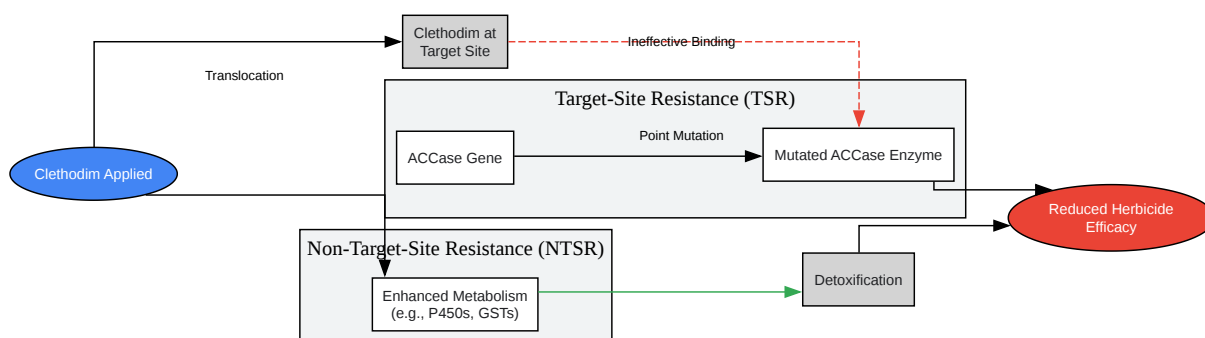 Clethodim at
Target Site
Ineffective Binding
Translocation
Target-Site Resistance (TSR)
Point Mutation
ACCase Gene
Mutated ACCase Enzyme
Clethodim Applied
Reduced Herbicide
Efficacy
Non-Target-Site Resistance (NTSR)
Enhanced Metabolism
(e.g., P450s, GSTs)
Detoxification